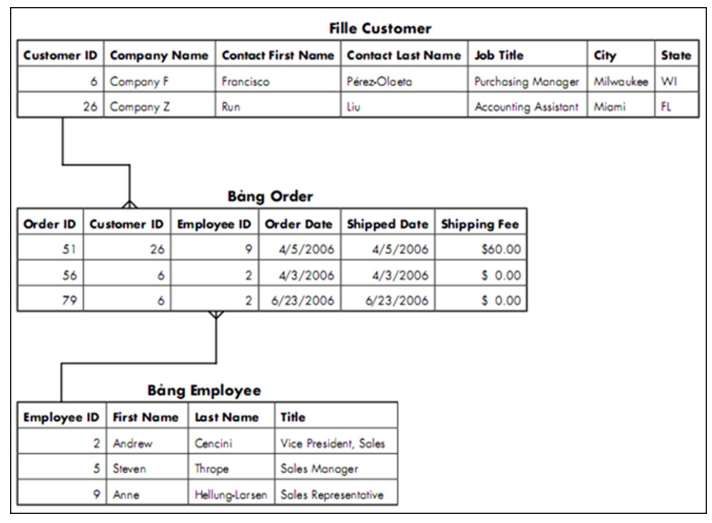 Fille Customer
Customer ID Company Name Contact First Name Contact Last Name Job Title City State
6 Company F Francisco Pérez-Olaeta Purchasing Manager Milwaukee WI
26 Company Z Run Liu Accounting Assistant Miami FL
Bảng Order
Order ID Customer ID Employee ID Order Date Shipped Date Shipping Fee
51 26 9 4/5/2006 4/5/2006 $60.00
56 6 2 4/3/2006 4/3/2006 $ 0.00
79 6 2 6/23/2006 6/23/2006 $ 0.00
Bảng Employee
Employee ID First Name Last Name Title
2 Andrew Cencini Vice President, Sales
5 Steven Thrope Sales Manager
9 Anne Hellung-Larsen Sales Representative